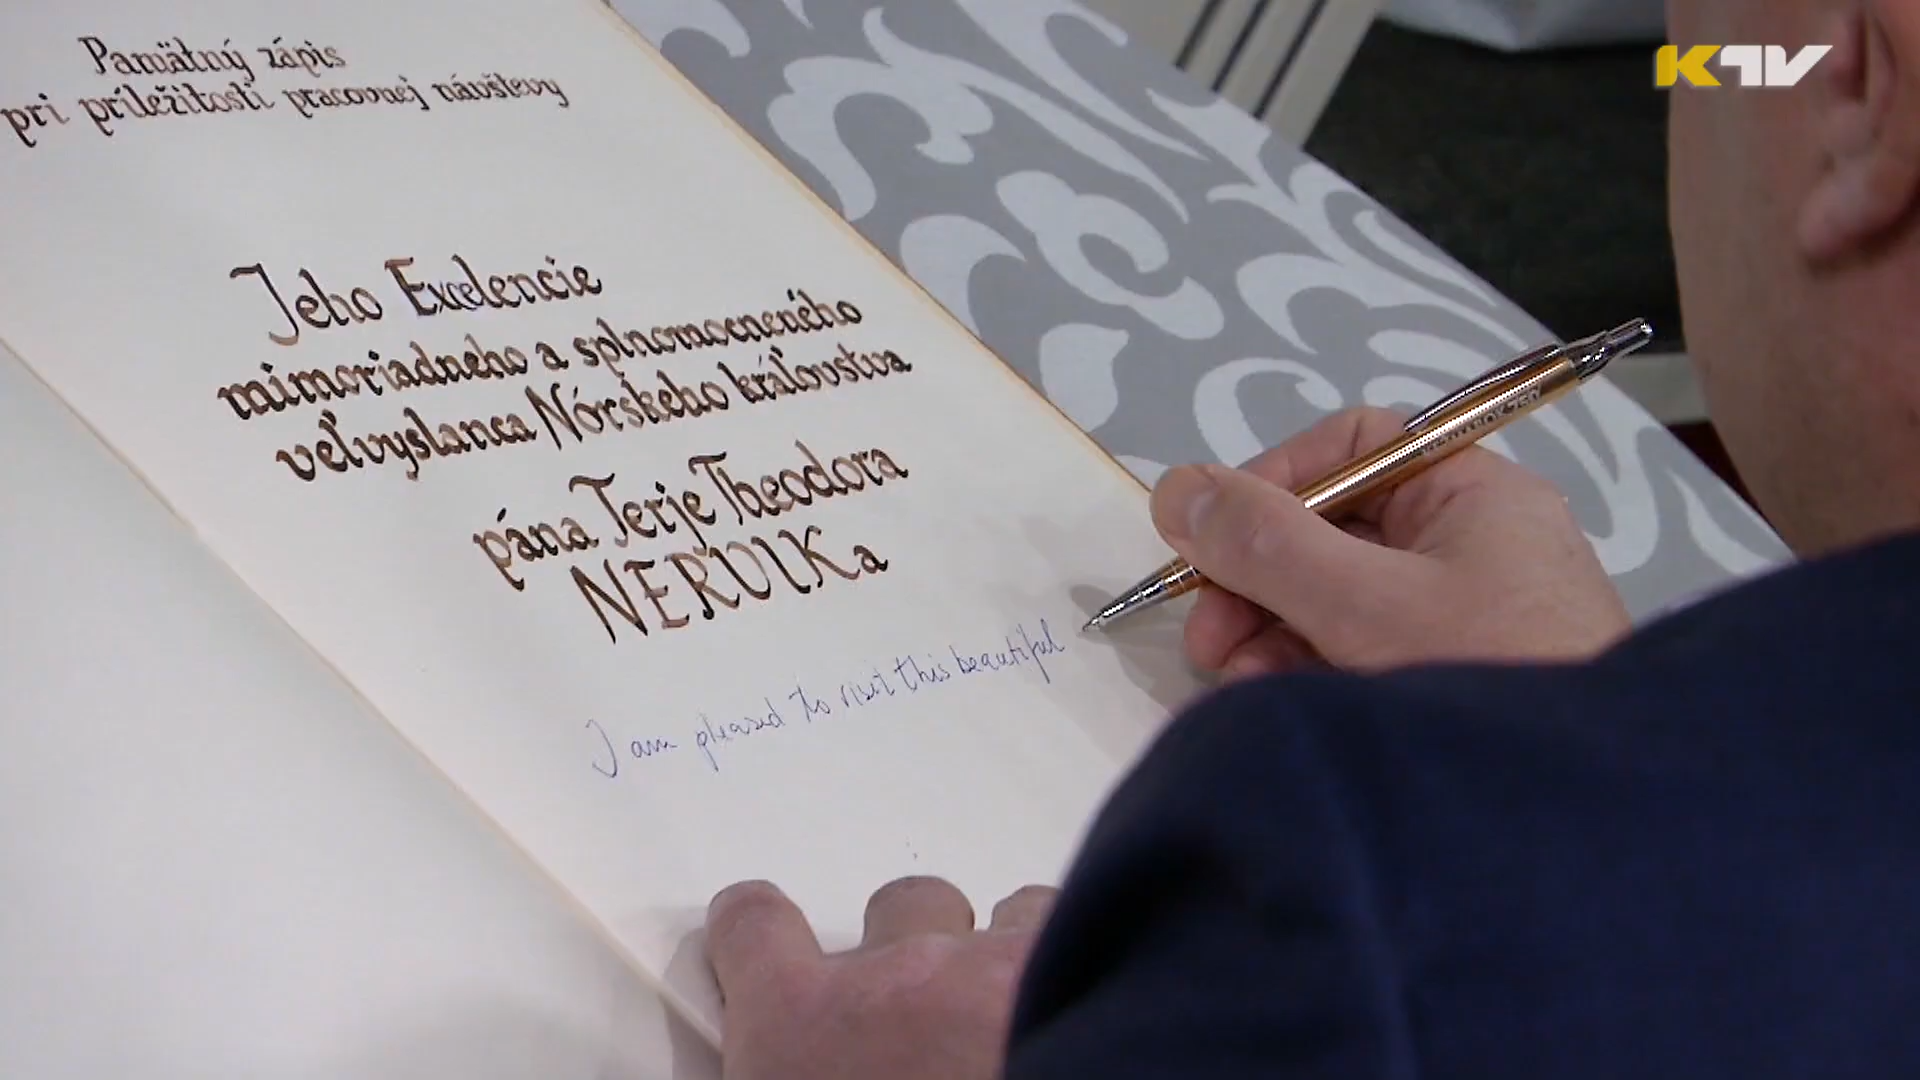 Pamätný zápis
pri príležitosti pracovnej návštevy
Jeho Excelencie
mimoriadneho a splnomocneného
veľvyslanca Nórskeho kráľovstva
pána Terje Theodora
NERVIKa
I am pleased to visit this beautiful
KTV